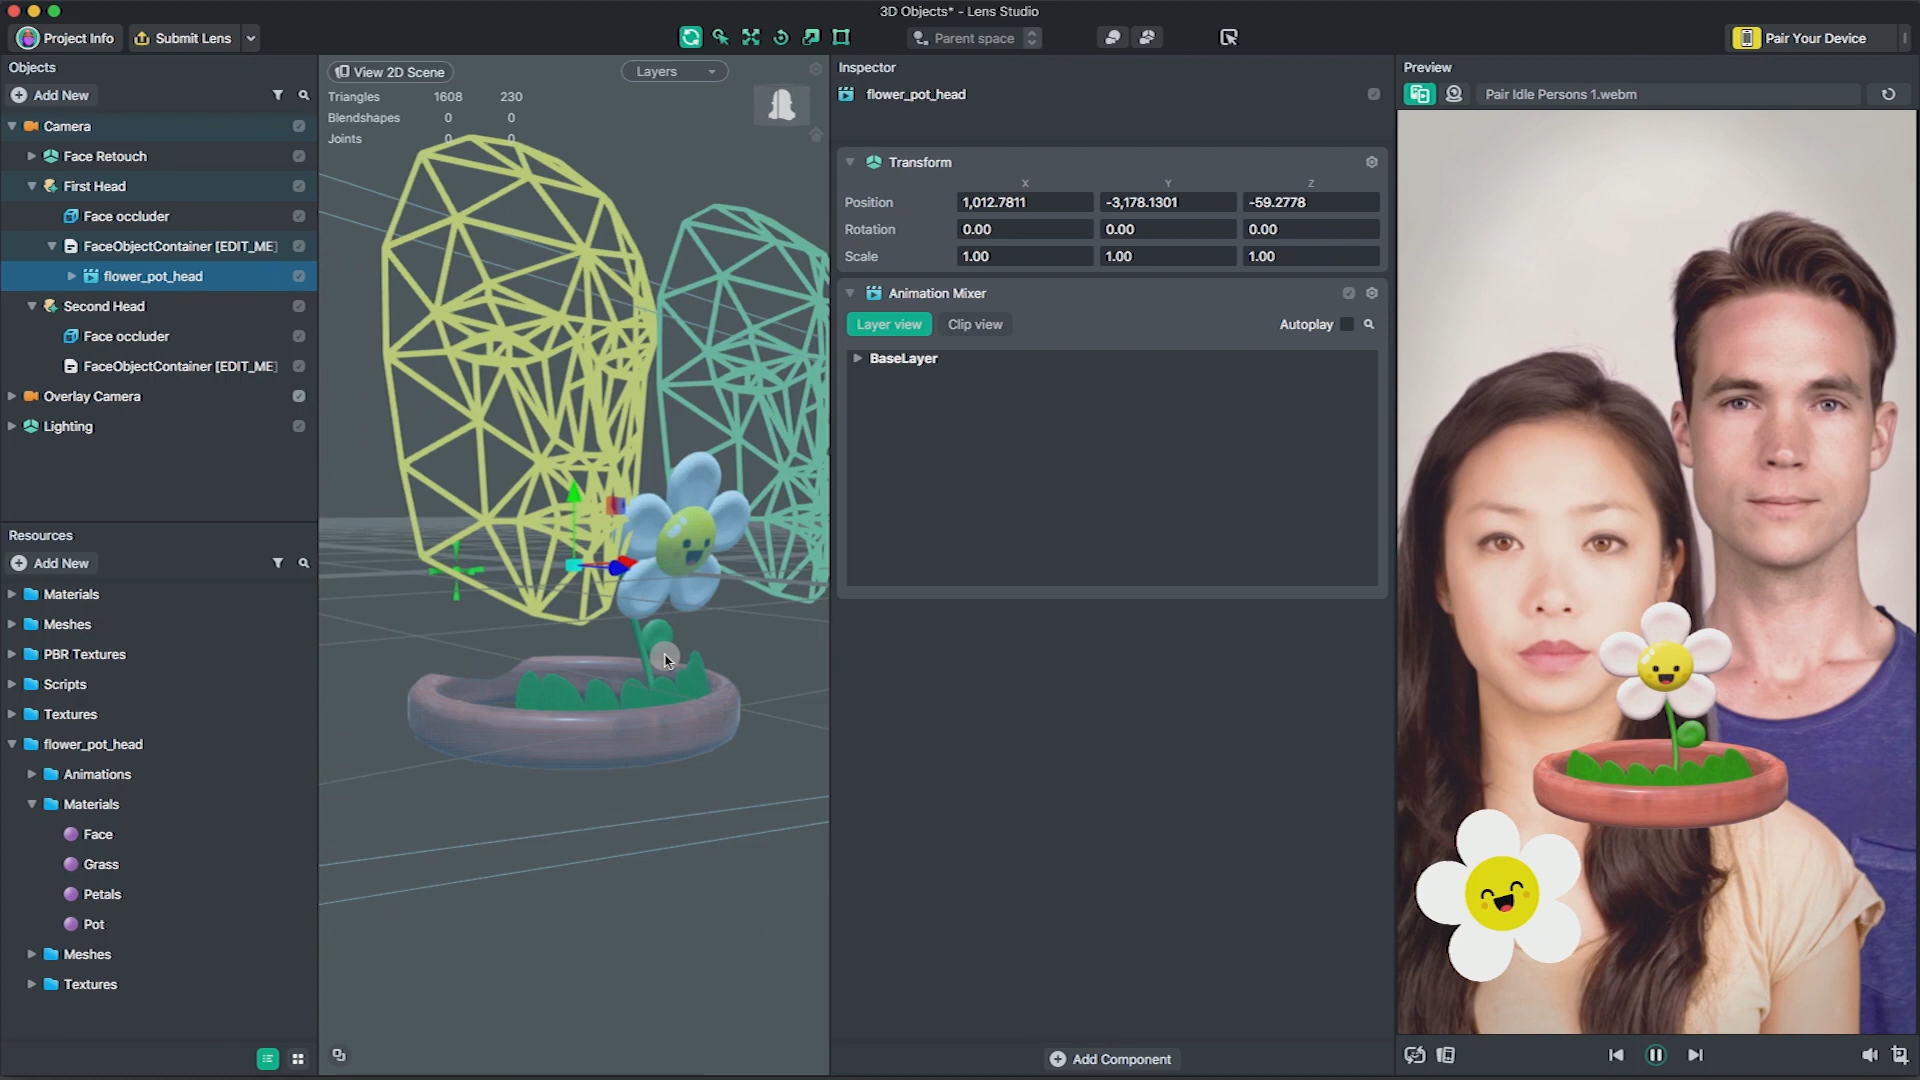 3D Objects* - Lens Studio
Project Info
Submit Lens
Parent space
Pair Your Device
Objects
Add New
Camera
Face Retouch
First Head
Face occluder
FaceObjectContainer [EDIT_ME]
flower_pot_head
Second Head
Face occluder
FaceObjectContainer [EDIT_ME]
Overlay Camera
Lighting
Resources
Add New
Materials
Meshes
PBR Textures
Scripts
Textures
flower_pot_head
Animations
Materials
Face
Grass
Petals
Pot
Meshes
Textures
View 2D Scene
Layers
Triangles 1608 230
Blendshapes 0 0
Joints 0 0
Inspector
flower_pot_head
Transform
X Y Z
Position 1,012.7811 -3,178.1301 -59.2778
Rotation 0.00 0.00 0.00
Scale 1.00 1.00 1.00
Animation Mixer
Layer view Clip view Autoplay
BaseLayer
Add Component
Preview
Pair Idle Persons 1.webm